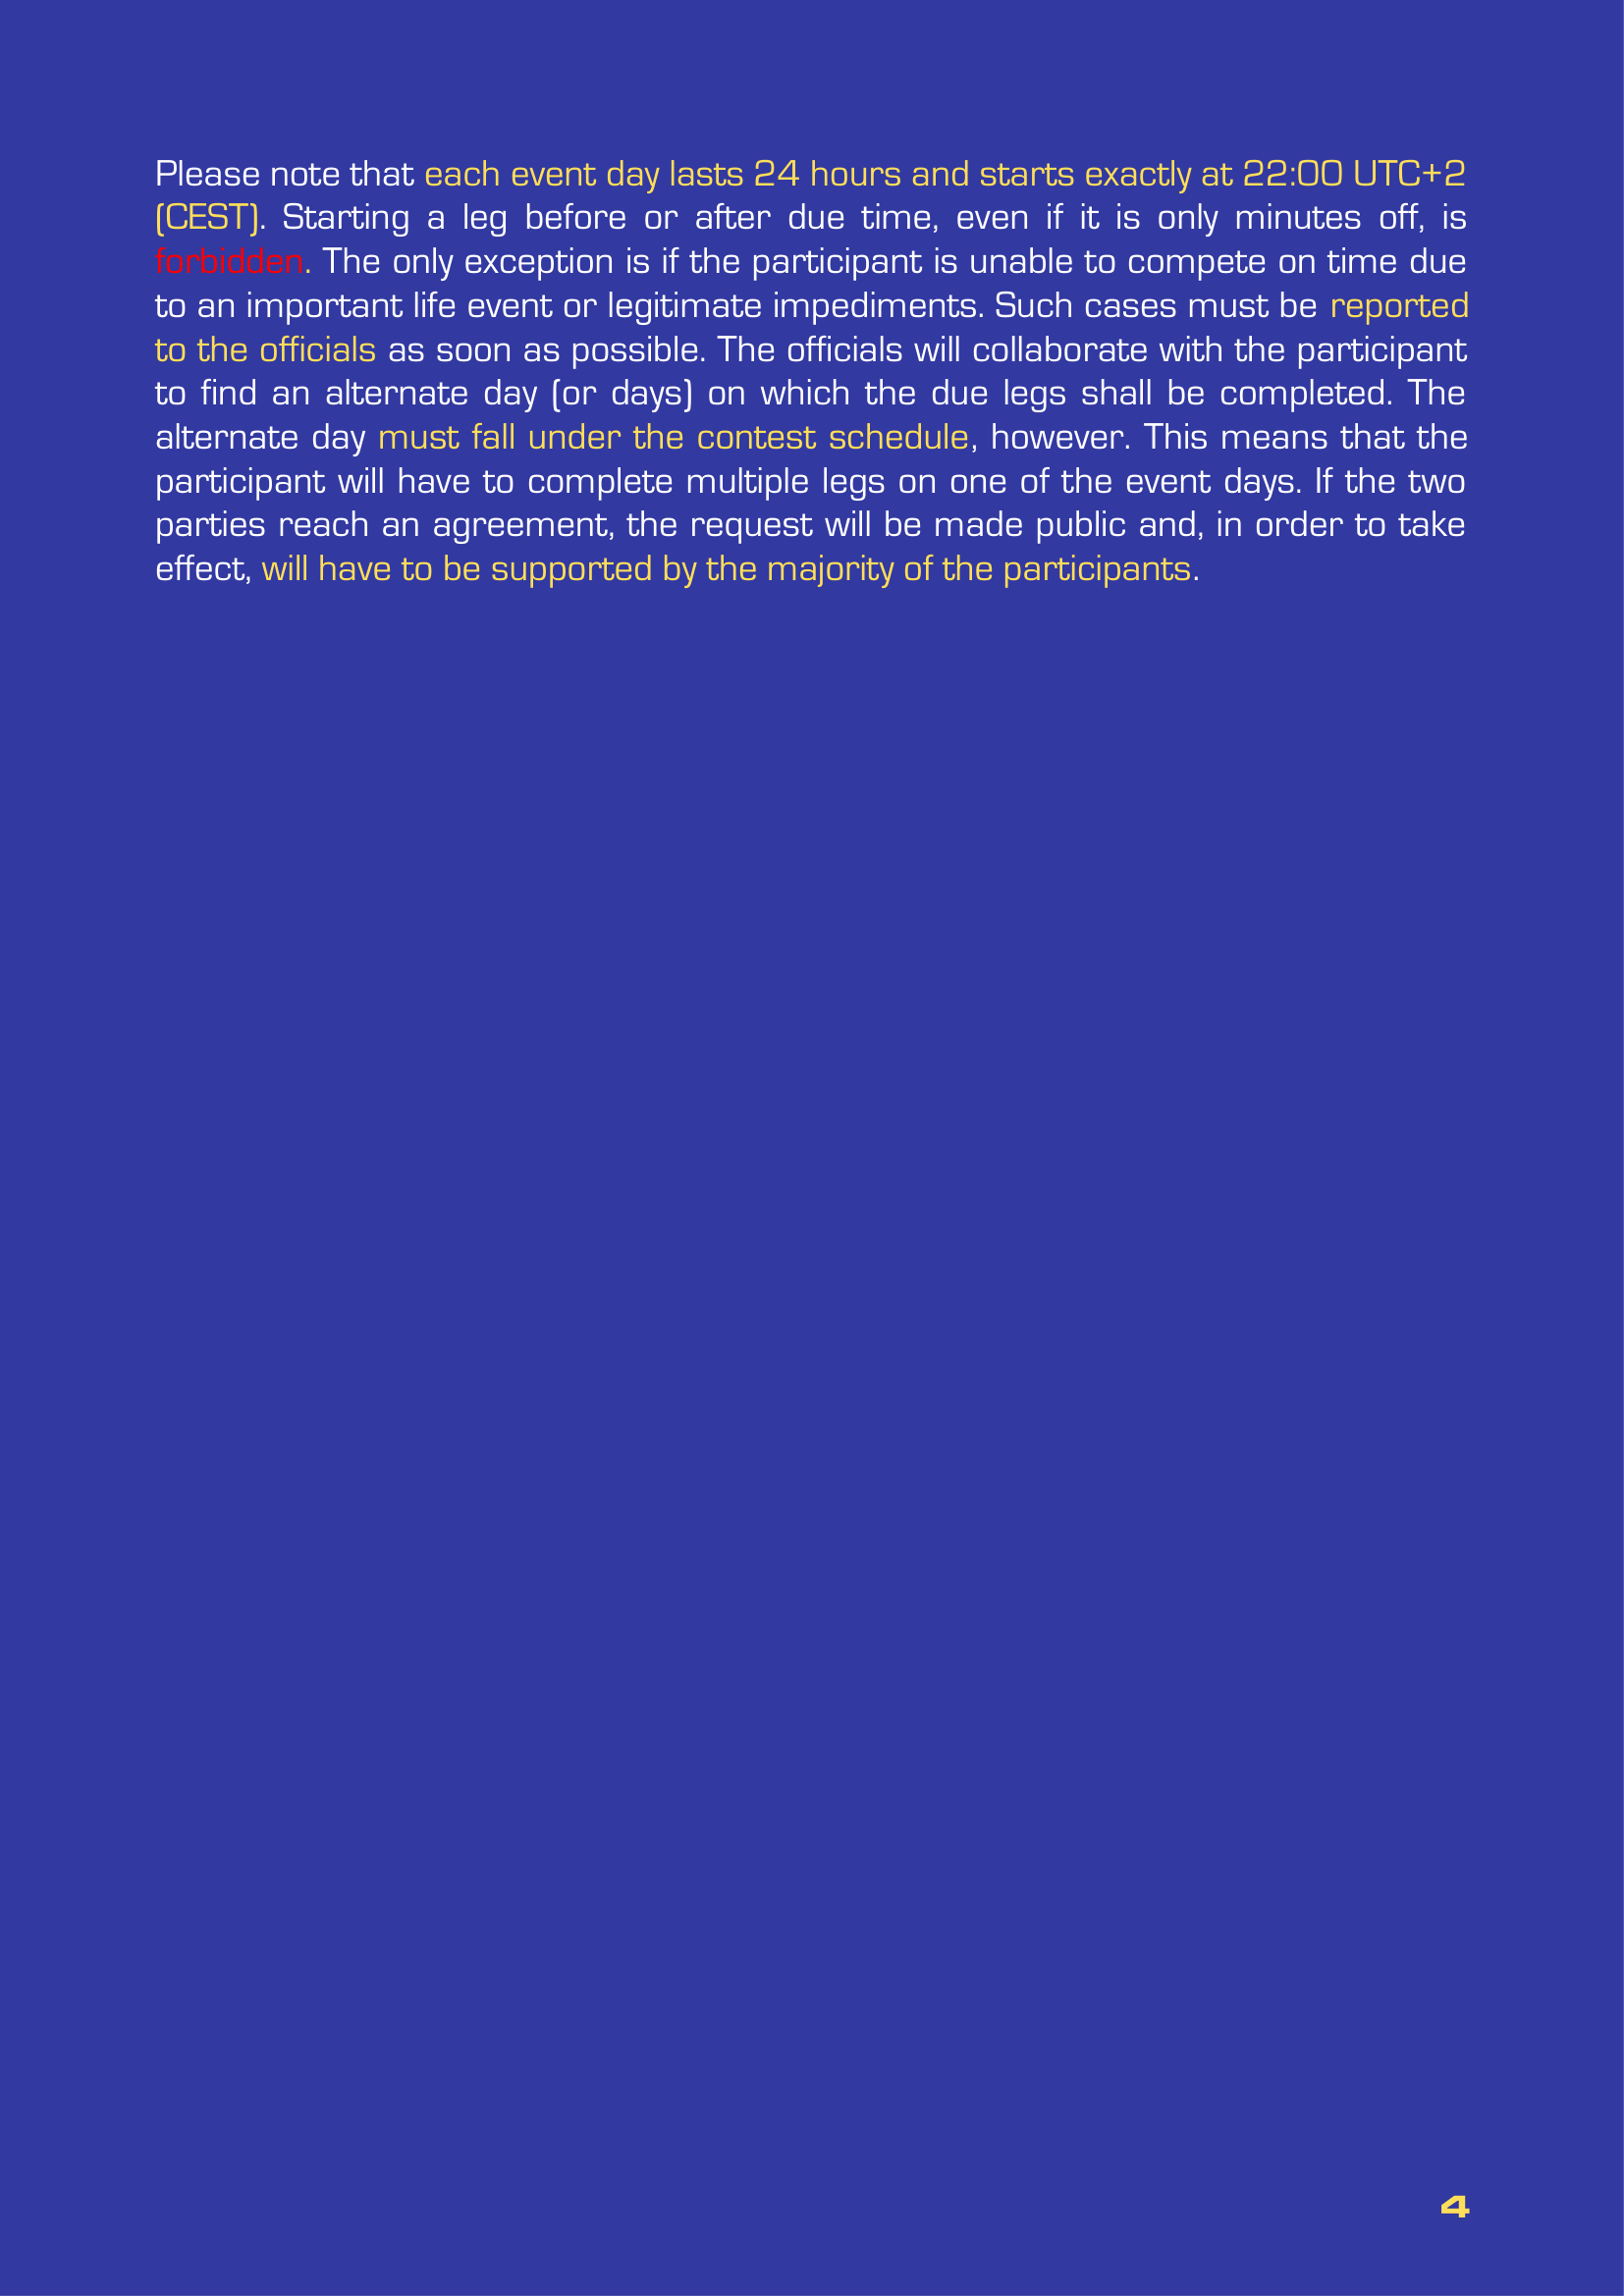 Please note that each event day lasts 24 hours and starts exactly at 22:00 UTC+2
(CEST). Starting a leg before or after due time, even if it is only minutes off, is
forbidden. The only exception is if the participant is unable to compete on time due
to an important life event or legitimate impediments. Such cases must be reported
to the officials as soon as possible. The officials will collaborate with the participant
to find an alternate day (or days) on which the due legs shall be completed. The
alternate day must fall under the contest schedule, however. This means that the
participant will have to complete multiple legs on one of the event days. If the two
parties reach an agreement, the request will be made public and, in order to take
effect, will have to be supported by the majority of the participants.
4